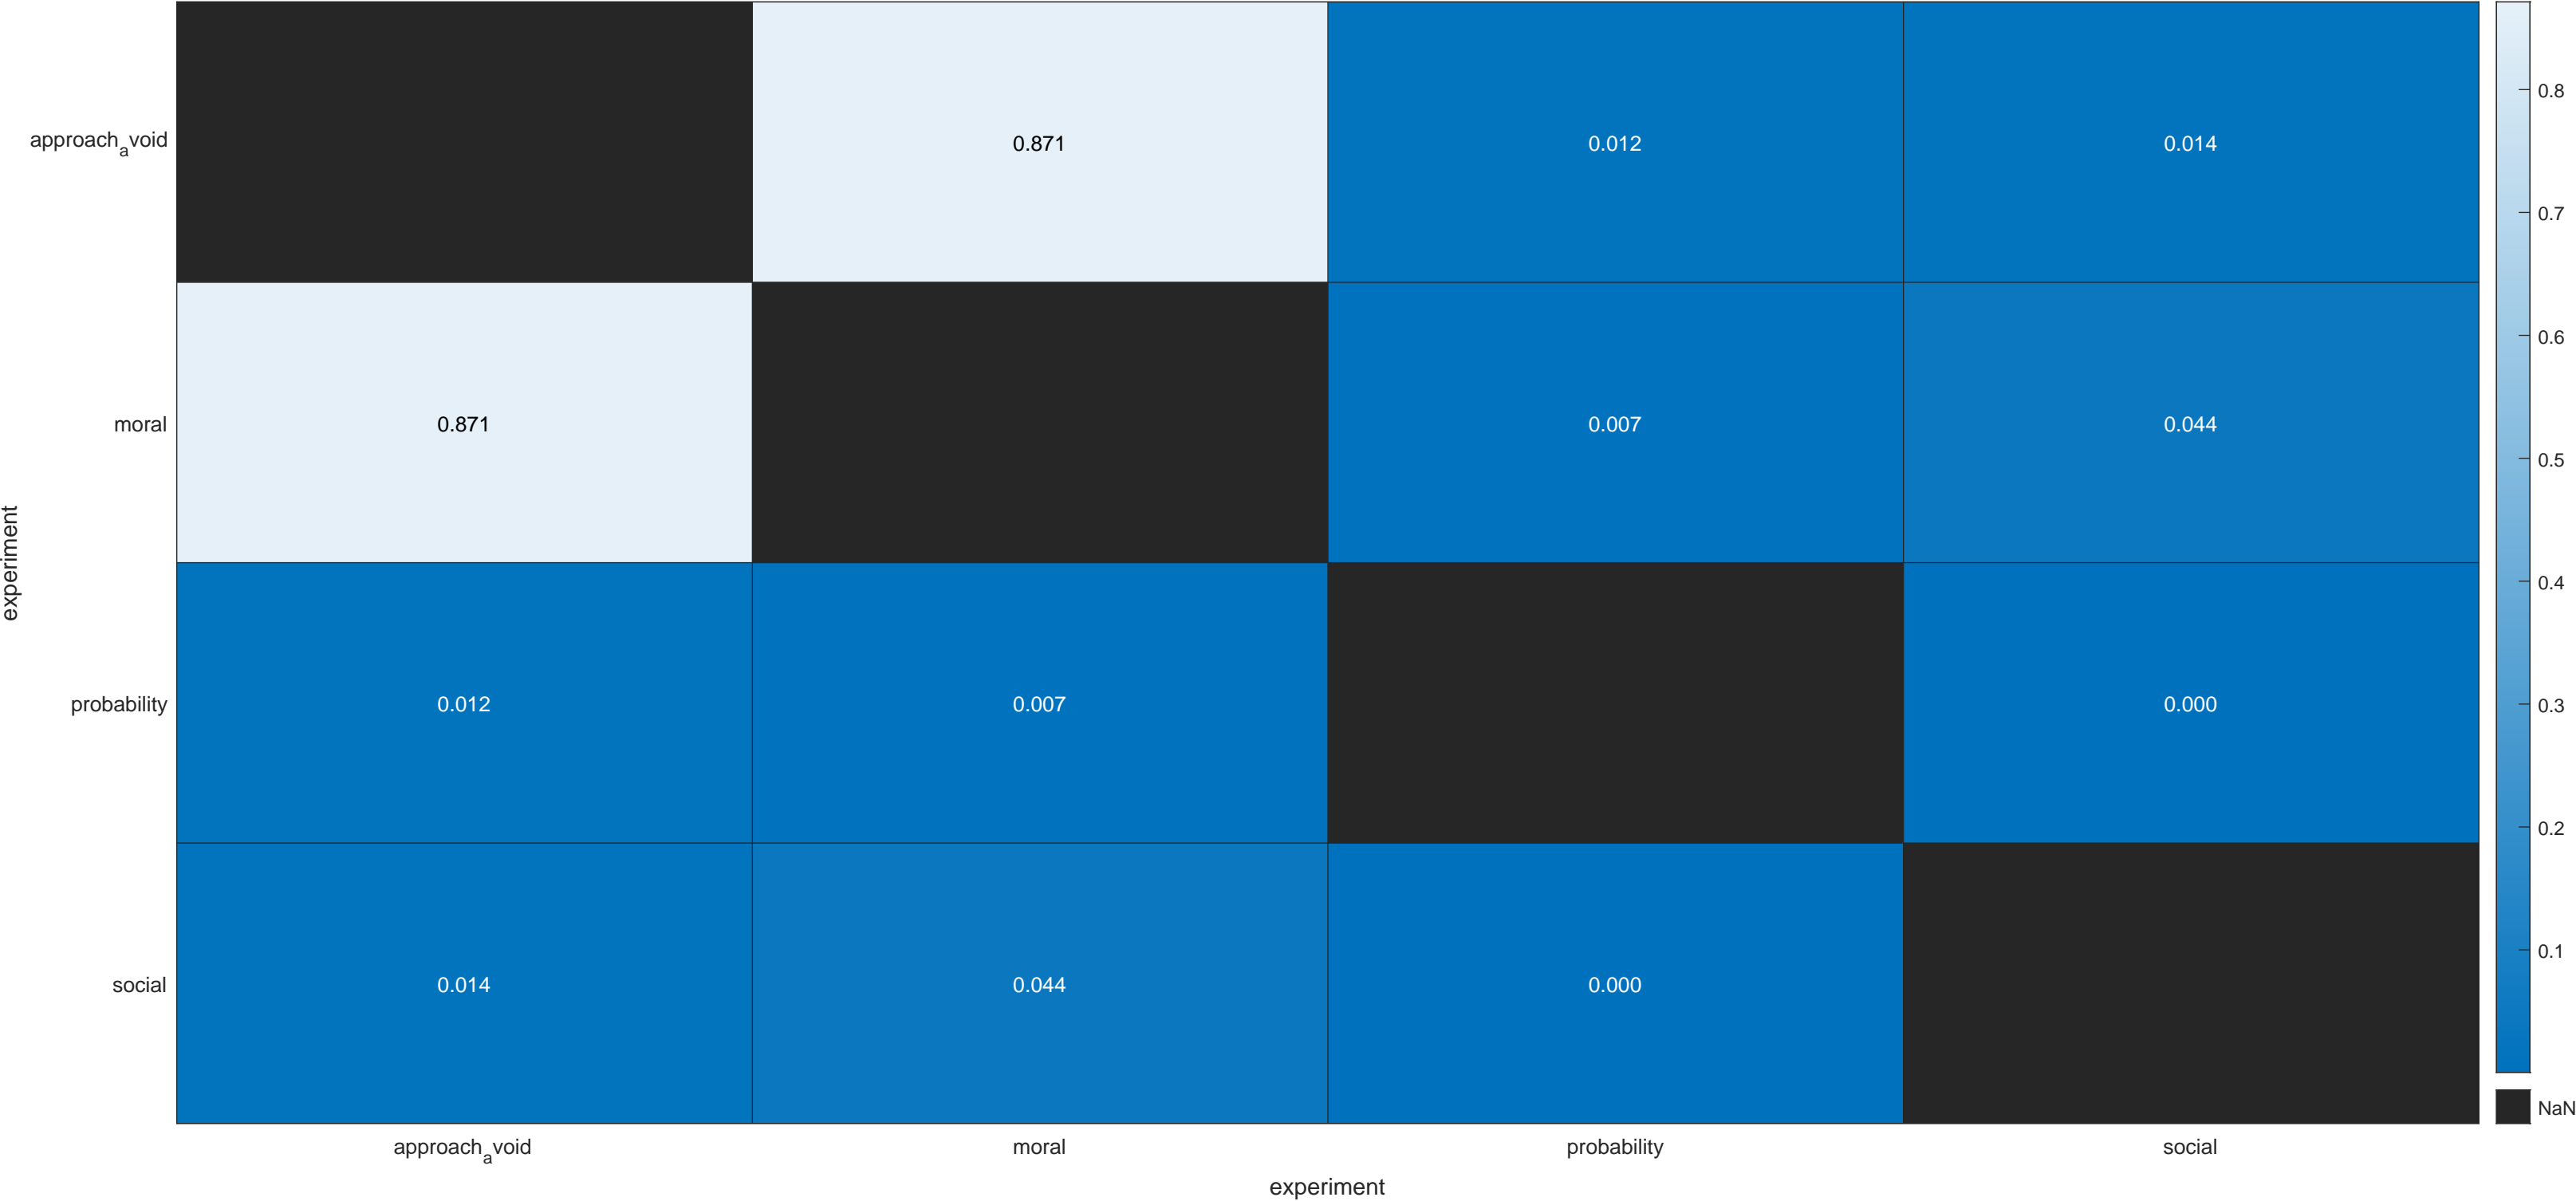 approach_avoid 0.871 0.012 0.014
moral 0.871 0.007 0.044
probability 0.012 0.007 0.000
social 0.014 0.044 0.000
approach_avoid moral probability social
experiment
experiment
0.8
0.7
0.6
0.5
0.4
0.3
0.2
0.1
NaN